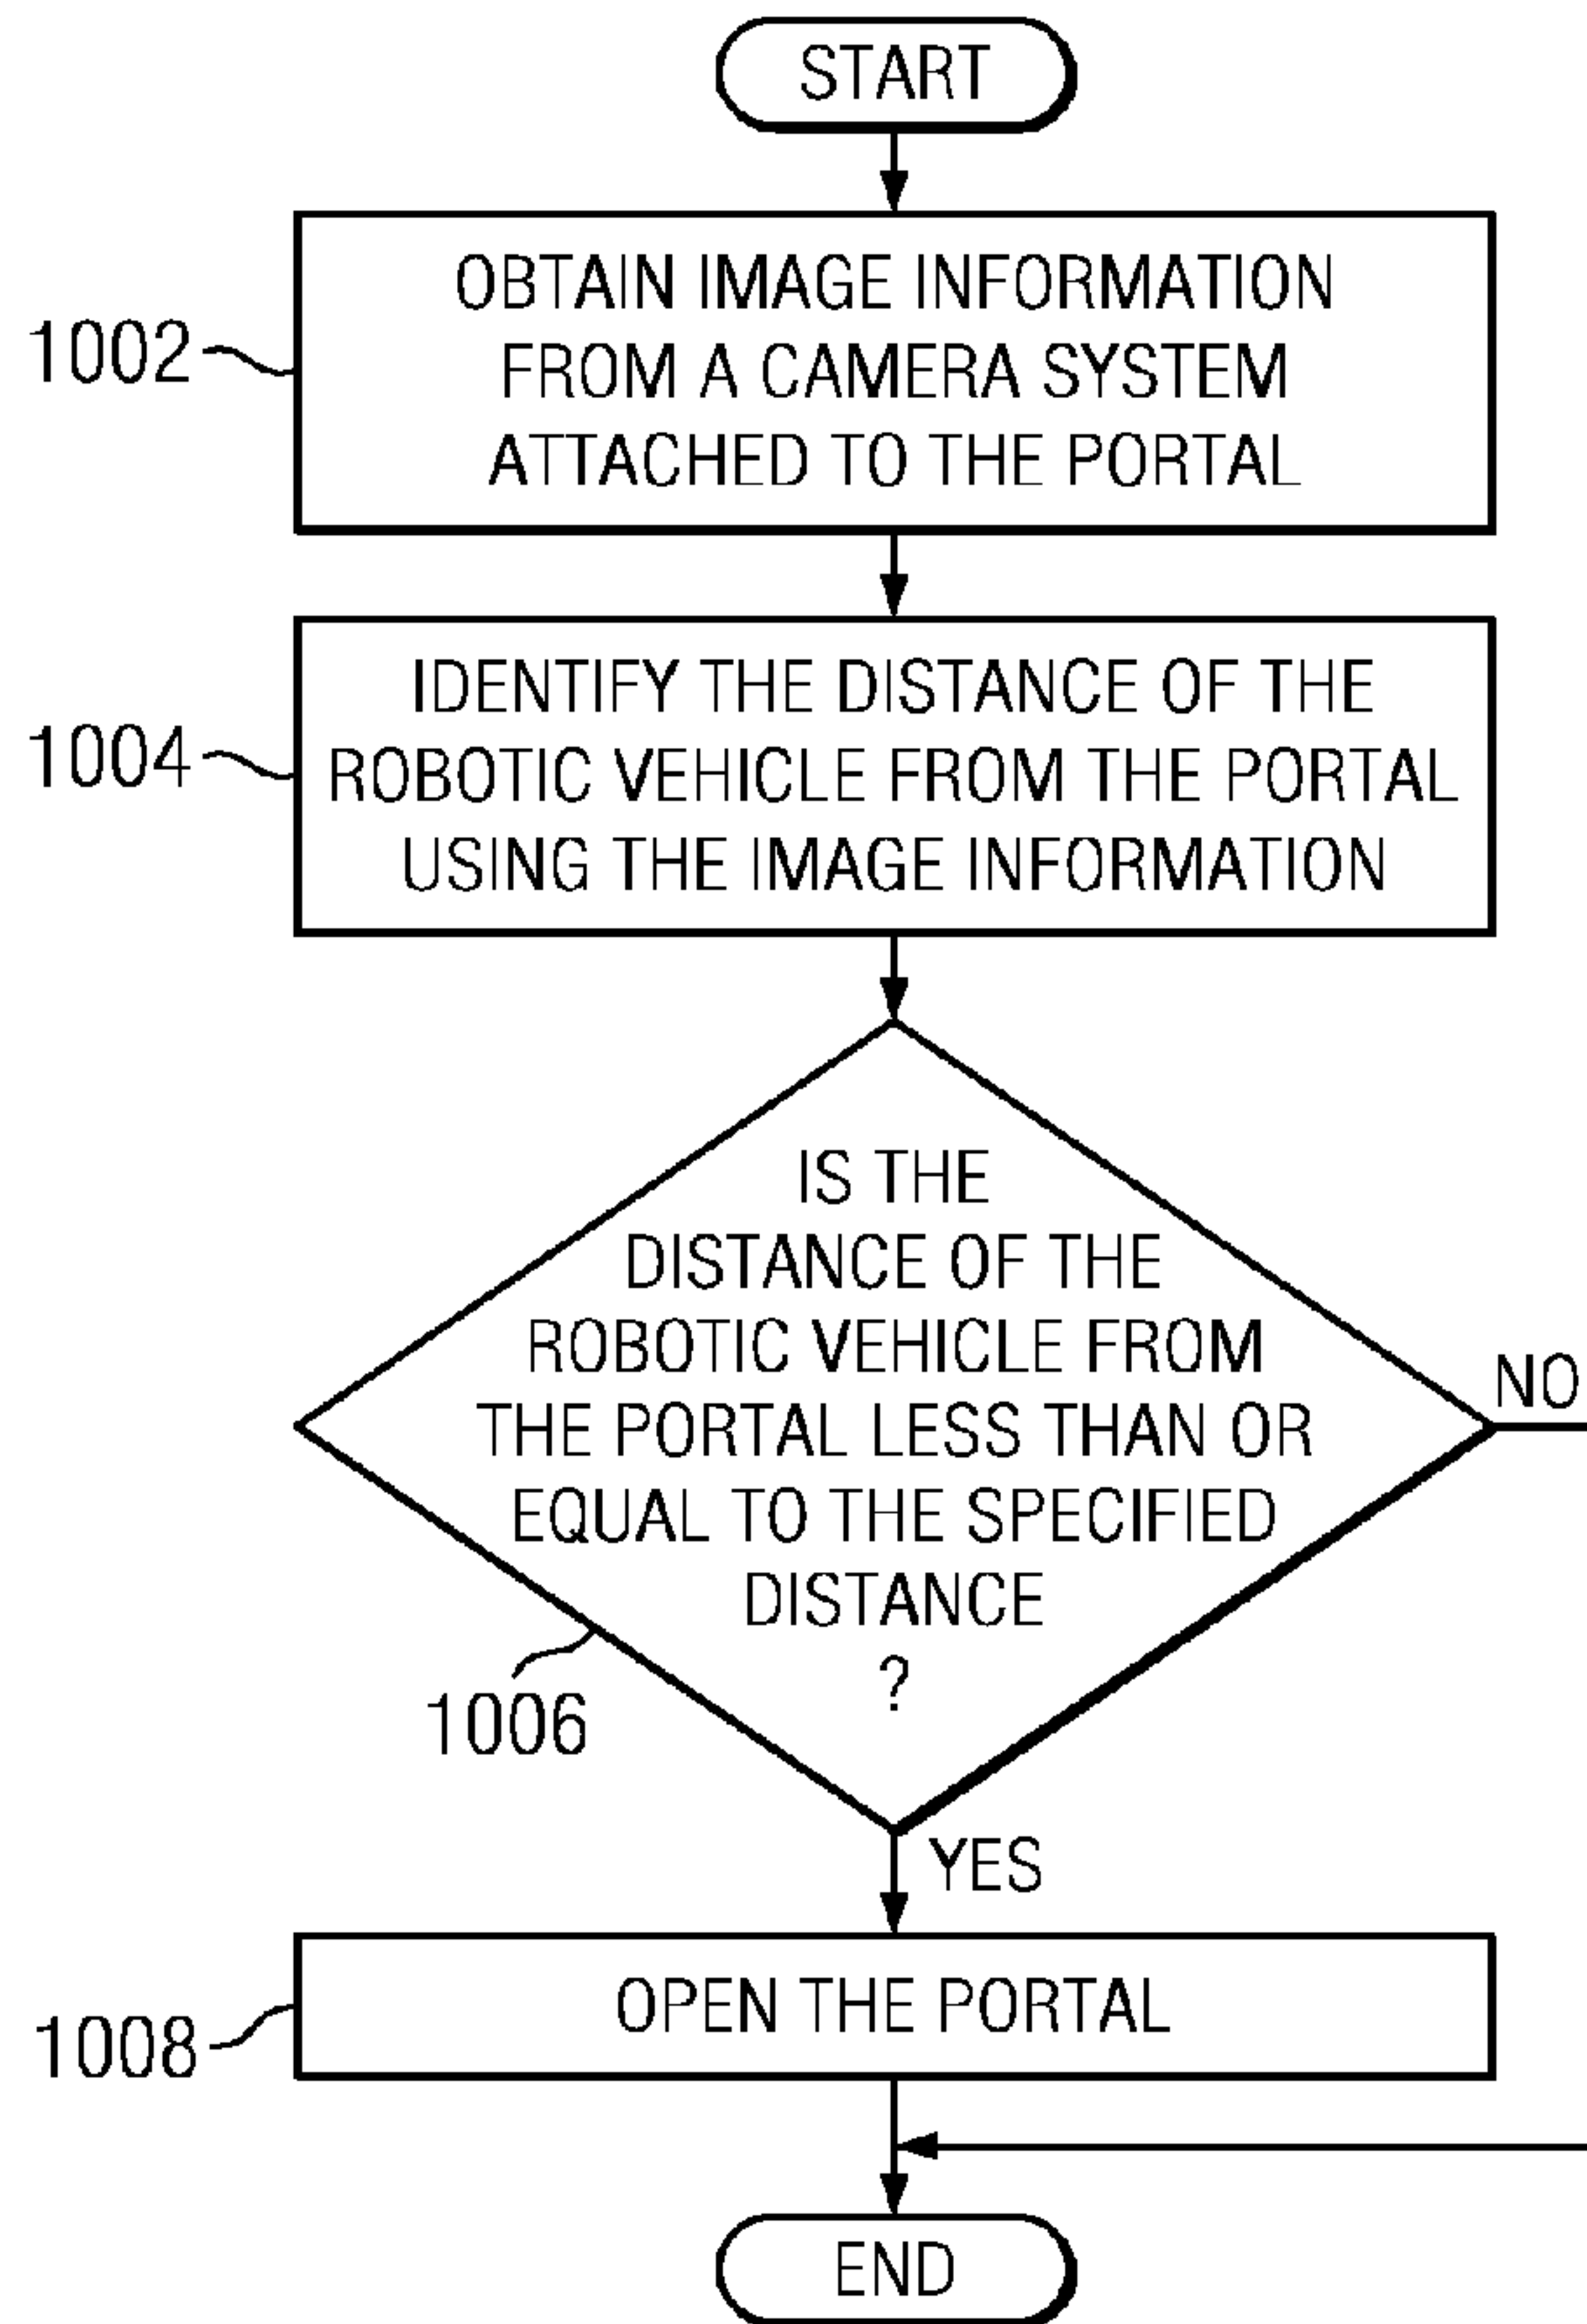 START
OBTAIN IMAGE INFORMATION
FROM A CAMERA SYSTEM
ATTACHED TO THE PORTAL
1002
IDENTIFY THE DISTANCE OF THE
ROBOTIC VEHICLE FROM THE PORTAL
USING THE IMAGE INFORMATION
1004
IS THE
DISTANCE OF THE
ROBOTIC VEHICLE FROM
THE PORTAL LESS THAN OR
EQUAL TO THE SPECIFIED
DISTANCE
?
NO
1006
YES
OPEN THE PORTAL
1008
END